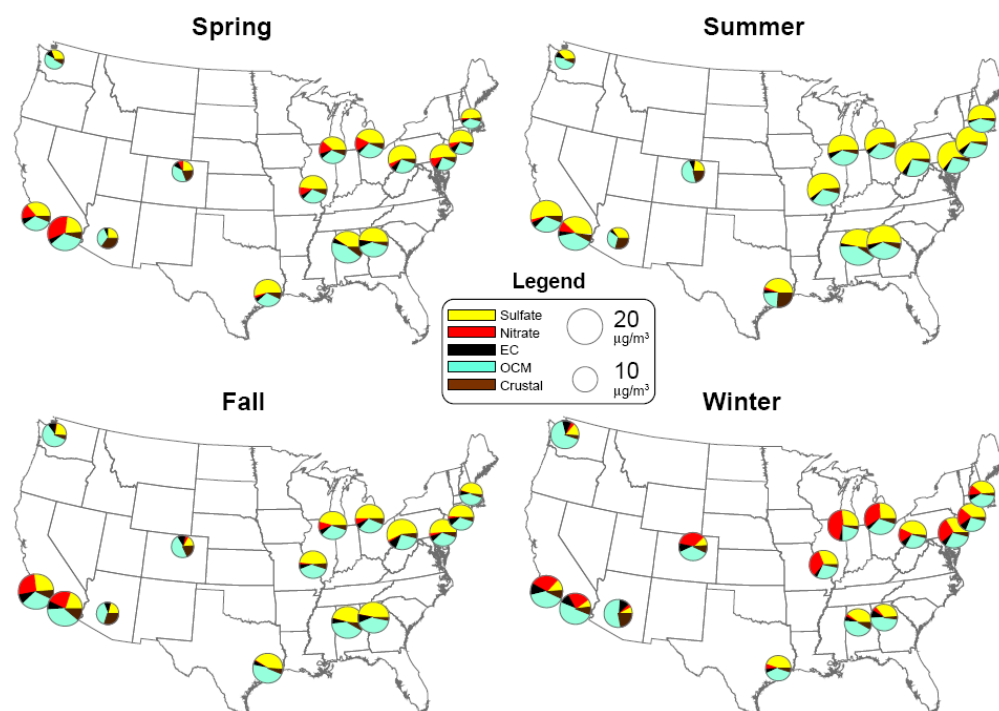 Spring
Summer
Legend
Sulfate
Nitrate
EC
OCM
Crustal
20
µg/m³
10
µg/m³
Fall
Winter